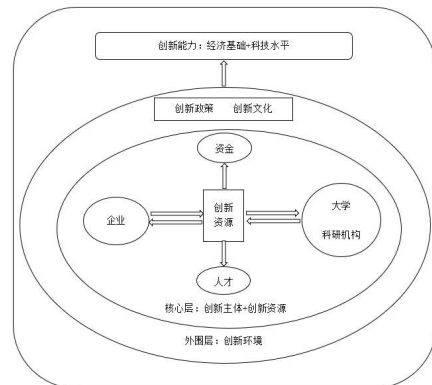 创新能力：经济基础+科技水平
创新政策 创新文化
资金
企业
创新
资源
大学
科研机构
人才
核心层：创新主体+创新资源
外围层：创新环境